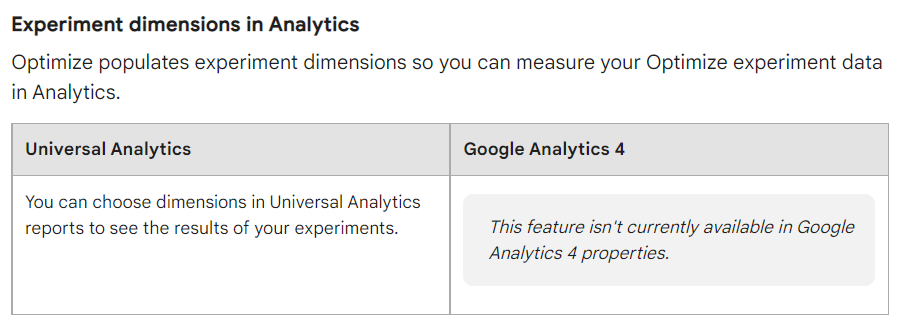 Experiment dimensions in Analytics
Optimize populates experiment dimensions so you can measure your Optimize experiment data
in Analytics.
Universal Analytics
Google Analytics 4
You can choose dimensions in Universal Analytics
reports to see the results of your experiments.
This feature isn't currently available in Google
Analytics 4 properties.